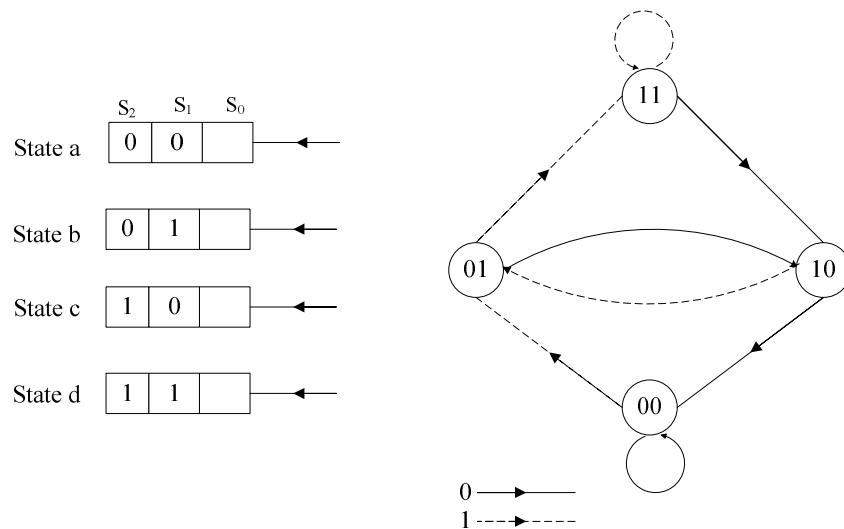 S2 S1 S0
State a 0 0
State b 0 1
State c 1 0
State d 1 1
11
01 10
00
0
1